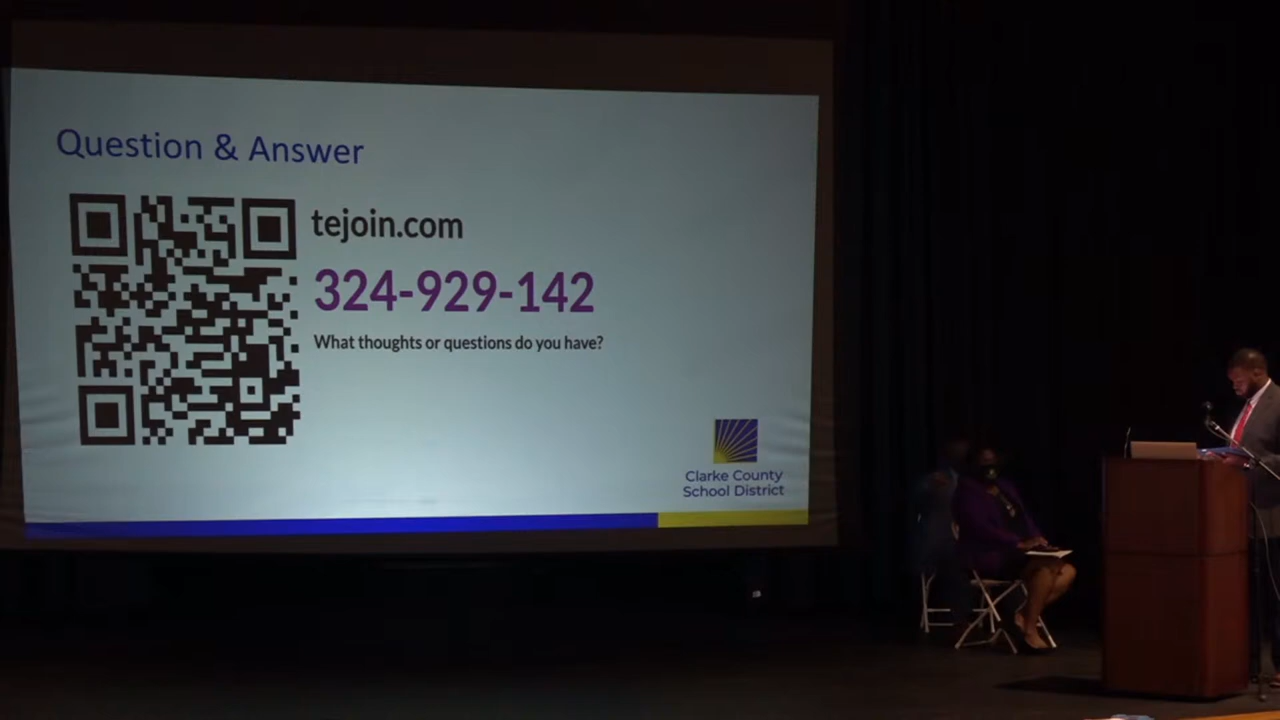 Question & Answer
tejoin.com
324-929-142
What thoughts or questions do you have?
Clarke County
School District